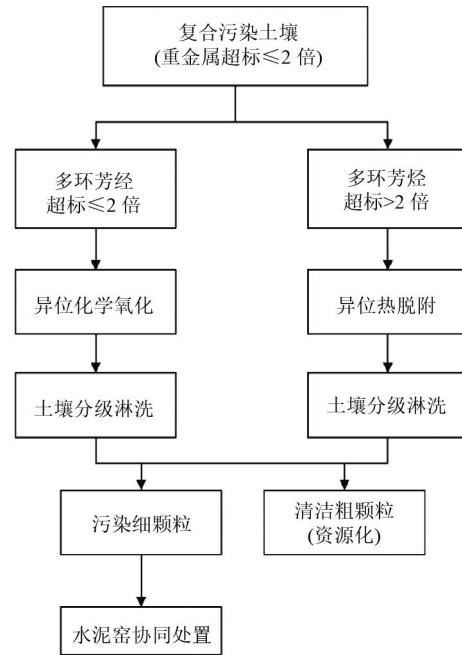 复合污染土壤
(重金属超标≤2 倍)
多环芳经
超标≤2 倍
多环芳烃
超标>2 倍
异位化学氧化
异位热脱附
土壤分级淋洗
土壤分级淋洗
污染细颗粒
清洁粗颗粒
(资源化)
水泥窑协同处置